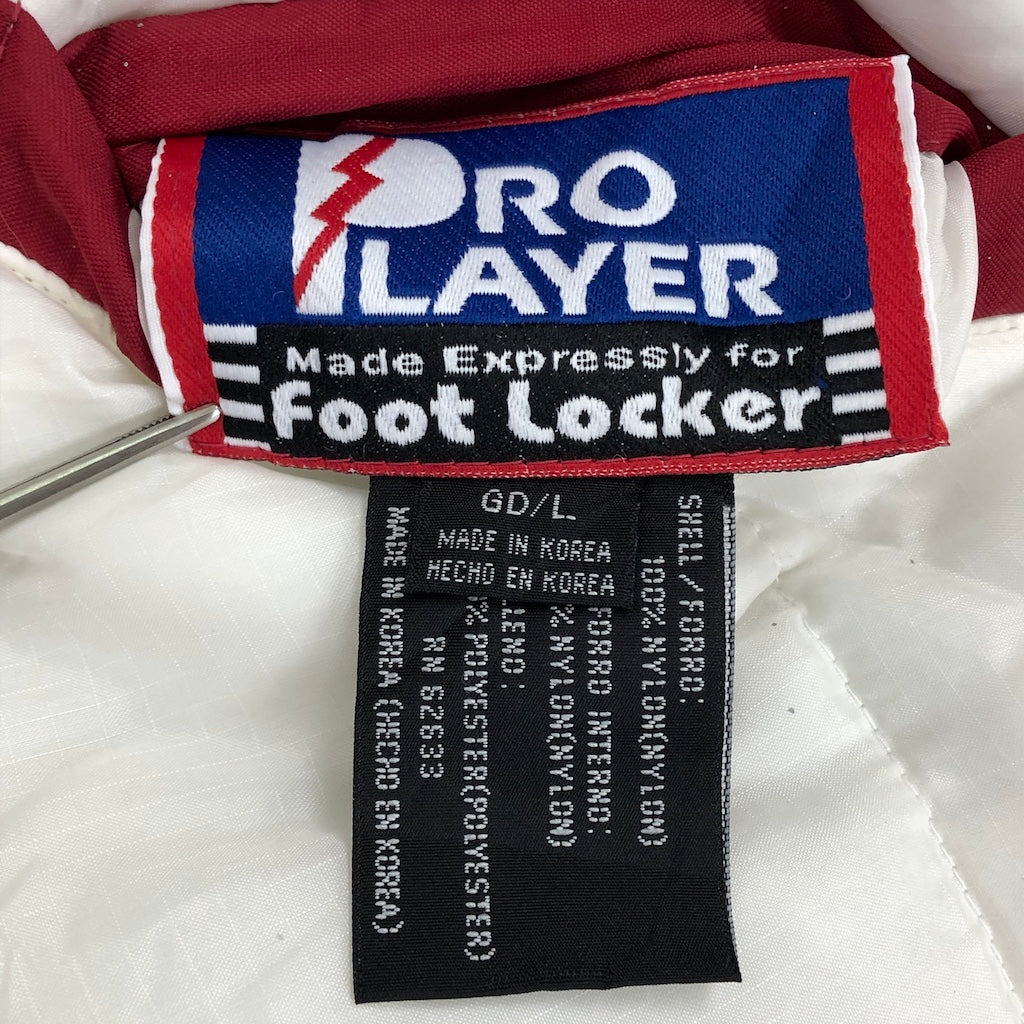 PRO
PLAYER
Made Expressly for
Foot Locker
GD/L.
MADE IN KOREA
HECHO EN KOREA
SHELL/FORRO:
100% NYLON(NYLON)
FORRO INTERNO:
% NYLON(NYLON)
LENO:
% POLYESTER(POLYESTER)
RN 62633
MADE IN KOREA (HECHO EN KOREA)